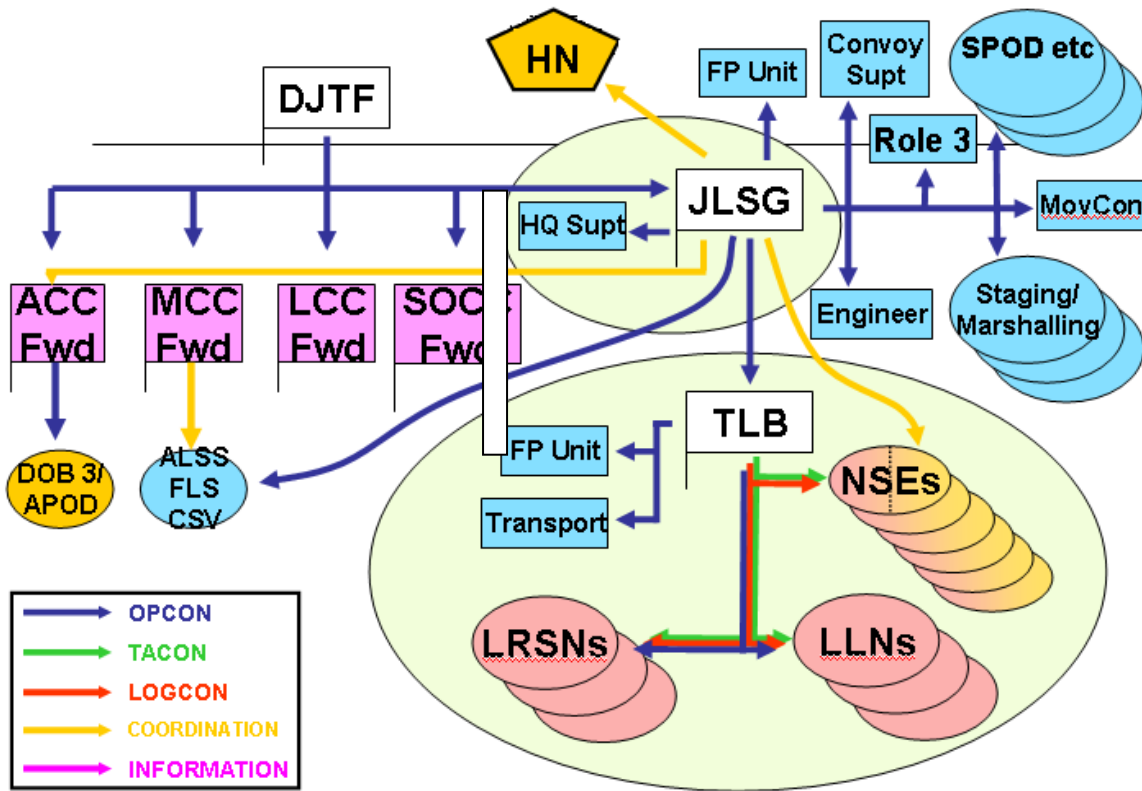 HN
FP Unit
Convoy
Supt
SPOD etc
DJTF
Role 3
JLSG
MovCon
HQ Supt
ACC
Fwd
MCC
Fwd
LCC
Fwd
SOCC
Fwd
Engineer
Staging/
Marshalling
TLB
FP Unit
DOB 3/
APOD
ALSS
FLS
CSV
NSEs
Transport
LRSNs
LLNs
OPCON
TACON
LOGCON
COORDINATION
INFORMATION